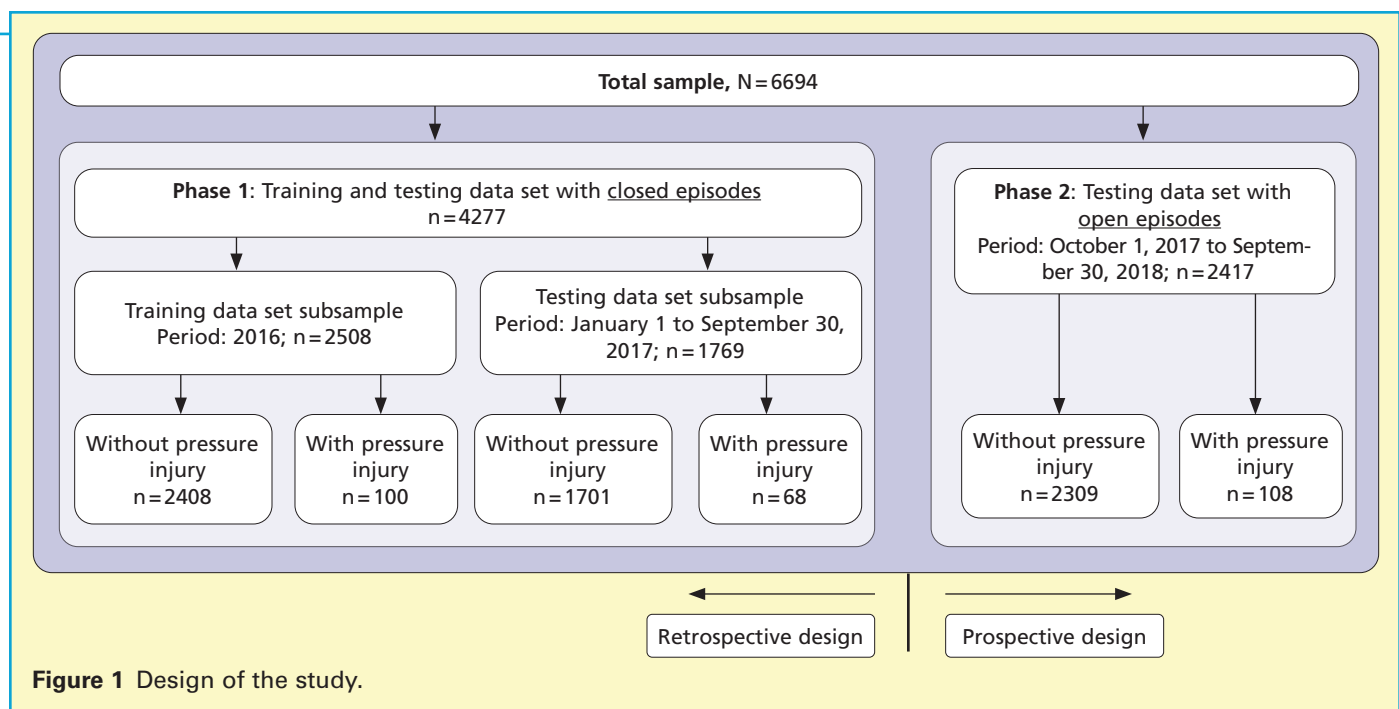 Total sample, N=6694
Phase 1: Training and testing data set with closed episodes
n=4277
Phase 2: Testing data set with
open episodes
Period: October 1, 2017 to Septem-
ber 30, 2018; n=2417
Training data set subsample
Period: 2016; n=2508
Testing data set subsample
Period: January 1 to September 30,
2017; n=1769
Without pressure
injury
n=2408
With pressure
injury
n=100
Without pressure
injury
n=1701
With pressure
injury
n=68
Without pressure
injury
n=2309
With pressure
injury
n=108
Retrospective design
Prospective design
Figure 1 Design of the study.